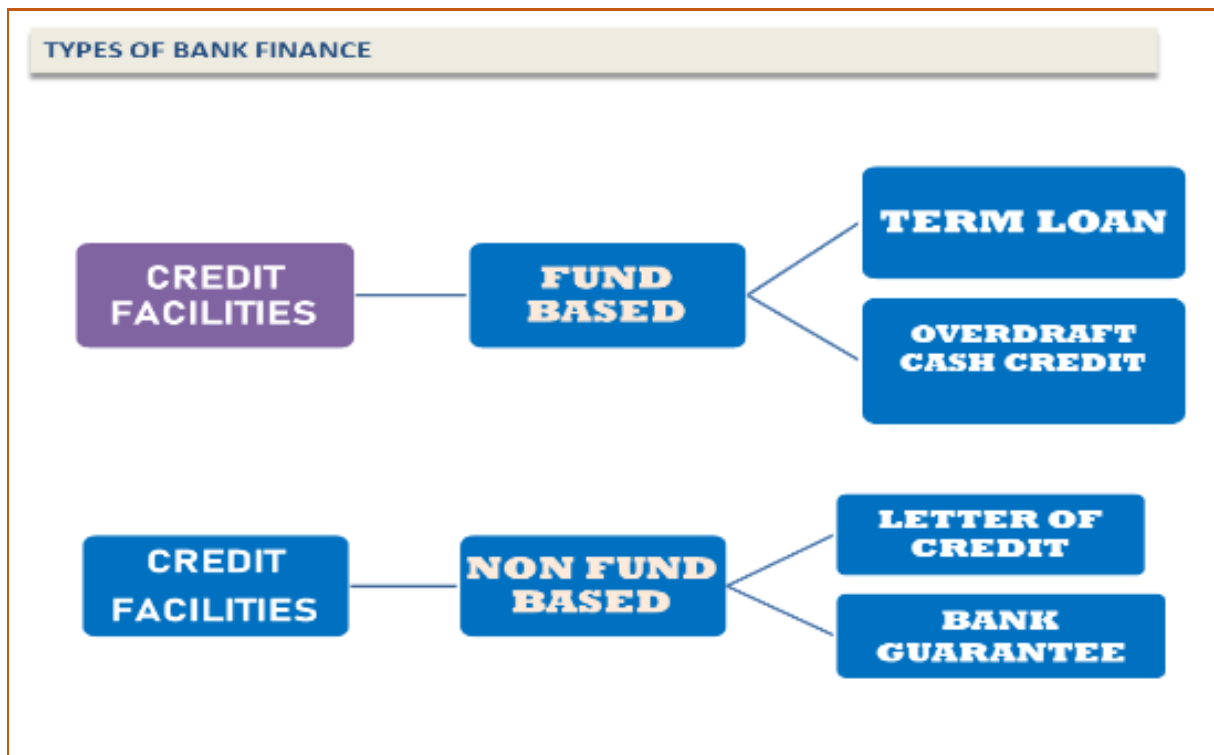 TYPES OF BANK FINANCE
CREDIT
FACILITIES
FUND
BASED
TERM LOAN
OVERDRAFT
CASH CREDIT
CREDIT
FACILITIES
NON FUND
BASED
LETTER OF
CREDIT
BANK
GUARANTEE